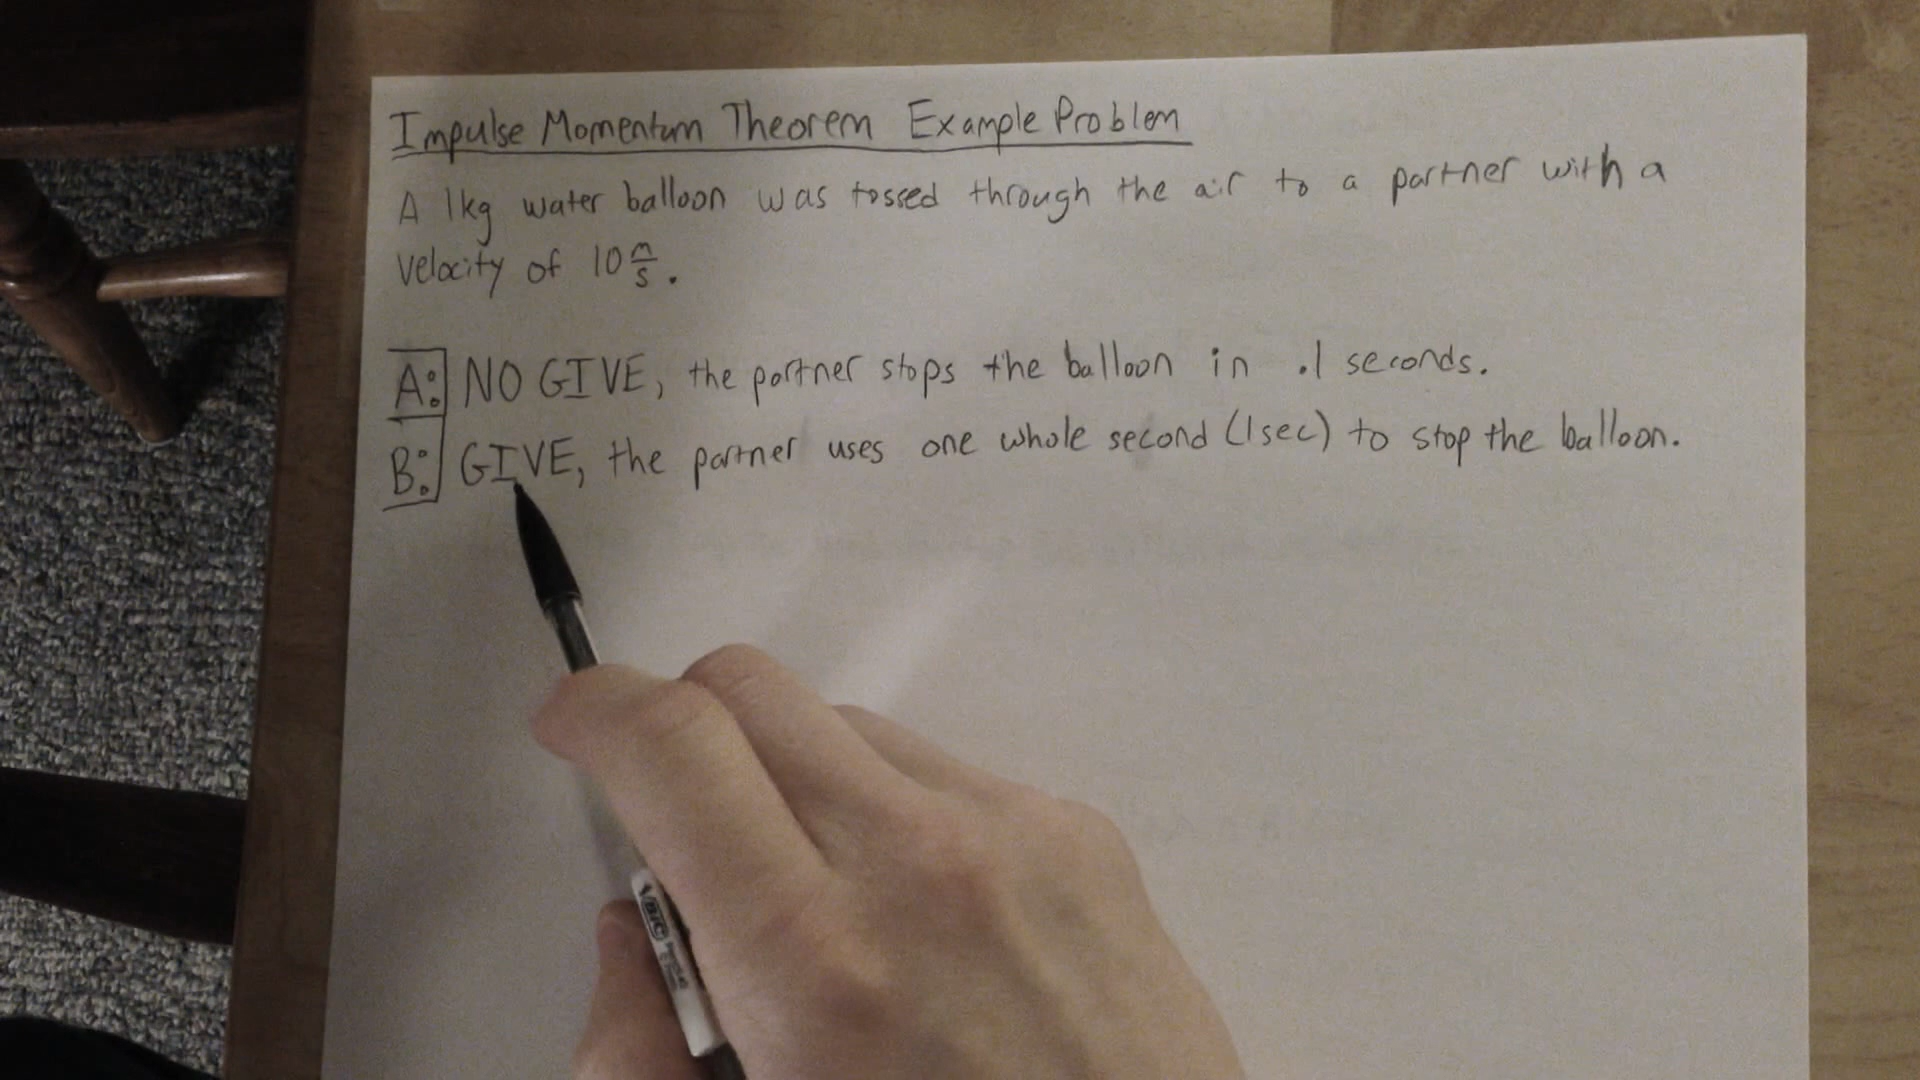 Impulse Momentum Theorem Example Problem
A 1kg water balloon was tossed through the air to a partner with a
velocity of 10 m/s.
A: NO GIVE, the partner stops the balloon in .1 seconds.
B: GIVE, the partner uses one whole second (1sec) to stop the balloon.
BIC